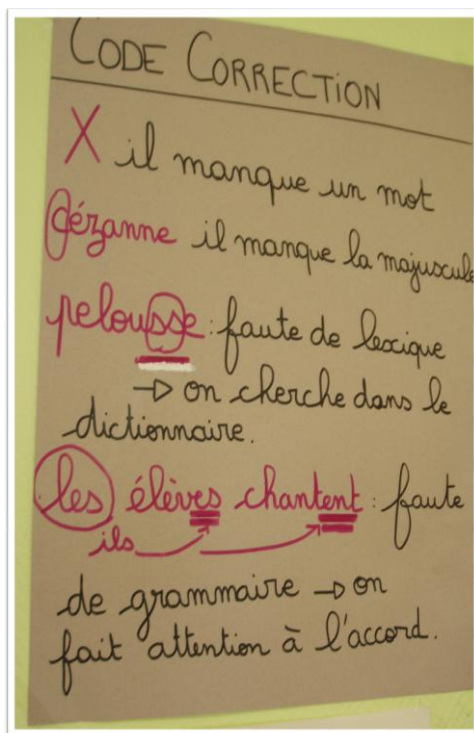 CODE CORRECTION
X il manque un mot
cézanne il manque la majuscule
pelousse : faute de lexique
→ on cherche dans le
dictionnaire.
les élèves chantent : faute
ils
de grammaire → on
fait attention à l'accord.